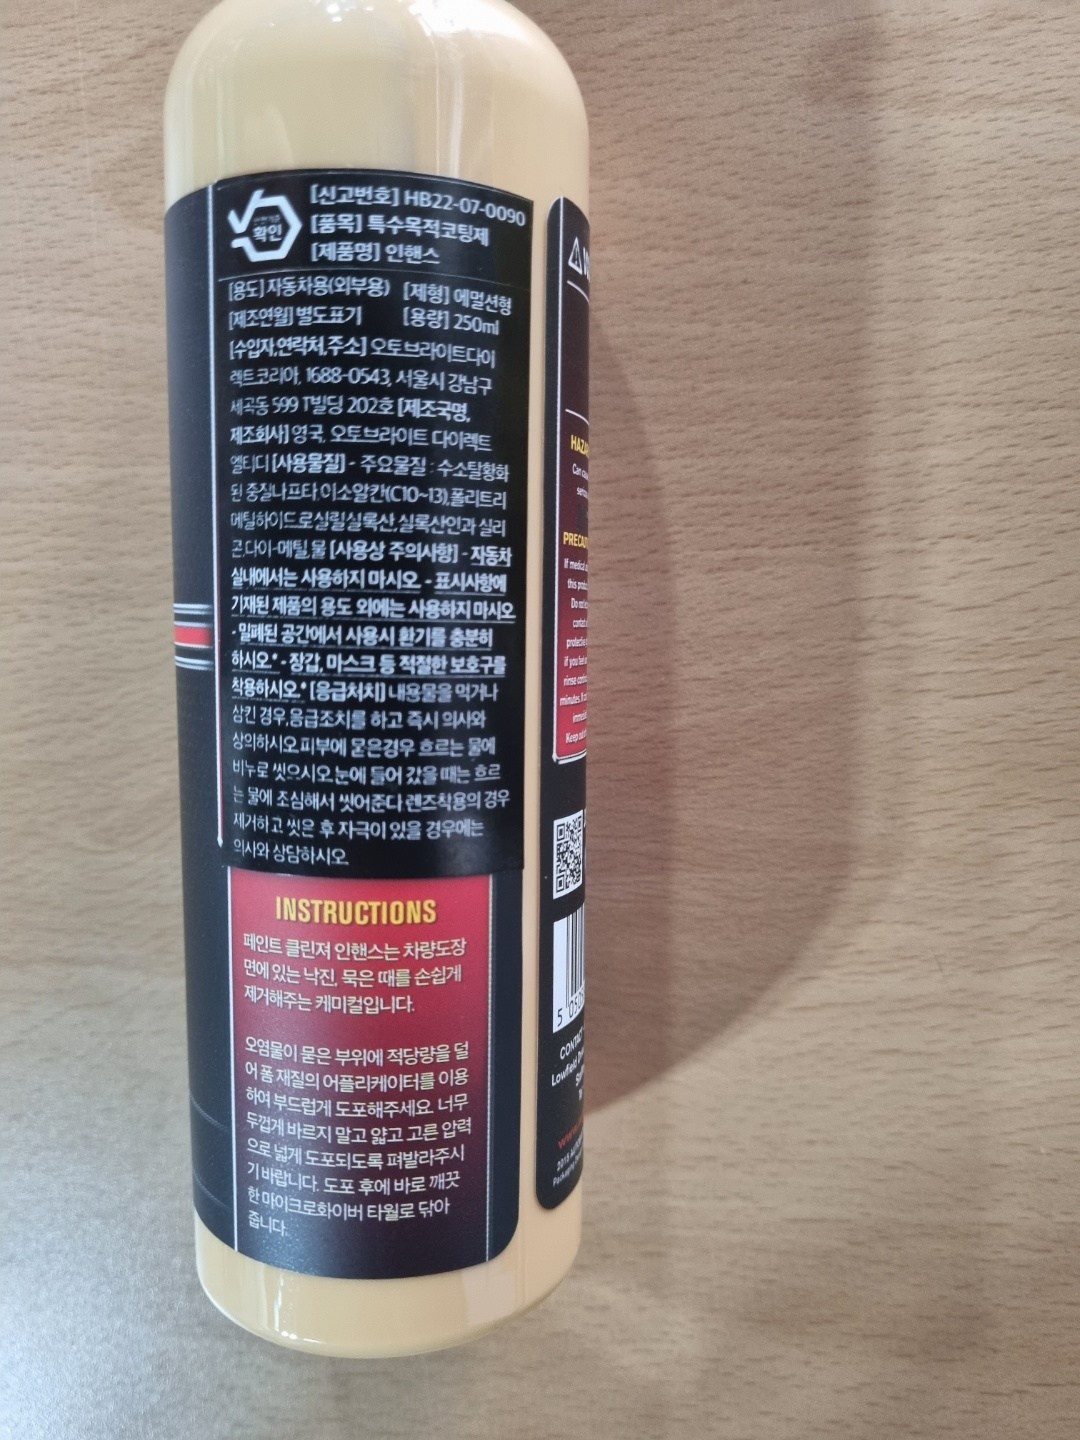 안전기준
확인
[신고번호] HB22-07-0090
[품목] 특수목적코팅제
[제품명] 인핸스
[용도] 자동차용(외부용) [제형] 에멀션형
[제조연월] 별도표기 [용량] 250ml
[수입자,연락처,주소] 오토브라이트다이
렉트코리아, 1688-0543, 서울시 강남구
세곡동 599 T빌딩 202호 [제조국명,
제조회사] 영국, 오토브라이트 다이렉트
엘티디 [사용물질] - 주요물질 : 수소탈황화
된 중질나프타,이소알칸(C10~13),폴리트리
메틸하이드로실릴실록산,실록산인과 실리
콘,다이-메틸,물 [사용상 주의사항] - 자동차
실내에서는 사용하지 마시오. - 표시사항에
기재된 제품의 용도 외에는 사용하지 마시오
- 밀폐된 공간에서 사용시 환기를 충분히
하시오.* - 장갑, 마스크 등 적절한 보호구를
착용하시오.* [응급처치] 내용물을 먹거나
삼킨 경우,응급조치를 하고 즉시 의사와
상의하시오.피부에 묻은경우 흐르는 물에
비누로 씻으시오.눈에 들어 갔을 때는 흐르
는 물에 조심해서 씻어준다 렌즈착용의 경우
제거하고 씻은 후 자극이 있을 경우에는
의사와 상담하시오
INSTRUCTIONS
페인트 클린져 인핸스는 차량도장
면에 있는 낙진, 묵은 때를 손쉽게
제거해주는 케미컬입니다.
오염물이 묻은 부위에 적당량을 덜
어 폼 재질의 어플리케이터를 이용
하여 부드럽게 도포해주세요. 너무
두껍게 바르지 말고 얇고 고른 압력
으로 넓게 도포되도록 펴발라주시
기 바랍니다. 도포 후에 바로 깨끗
한 마이크로화이버 타월로 닦아
줍니다.
If medical
this
Do not
if you feel
rinse
minutes. If
Keep out
CONTACT
Lowfield
2015
Packaging